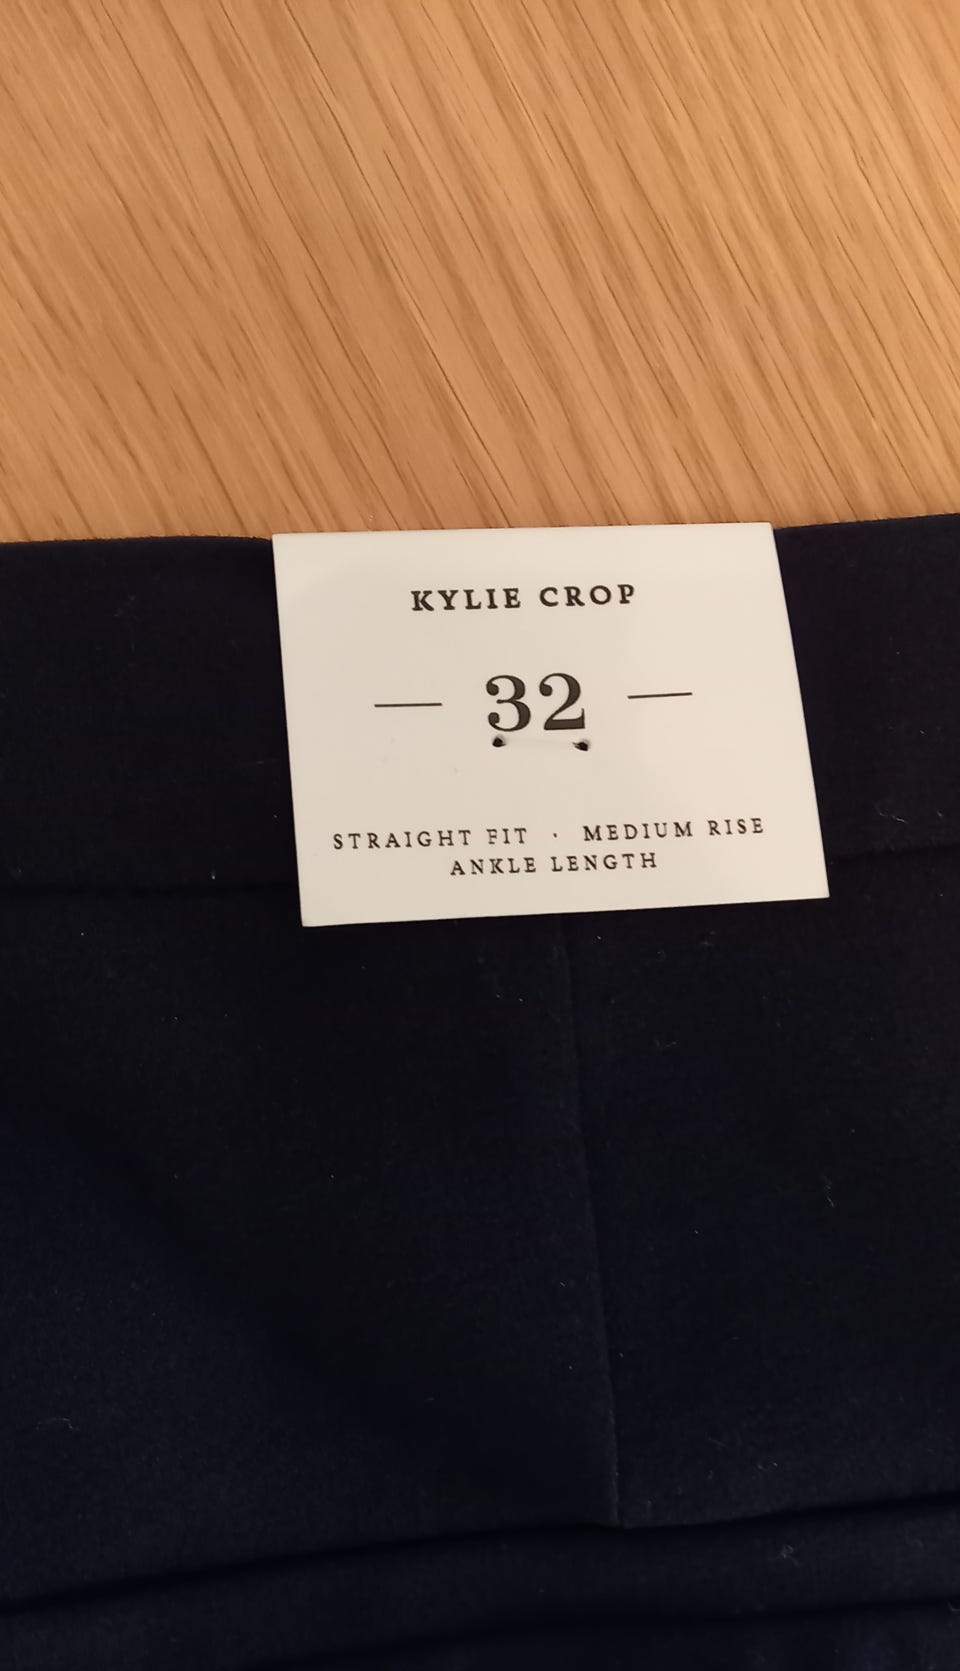 KYLIE CROP
— 32 —
STRAIGHT FIT · MEDIUM RISE
ANKLE LENGTH